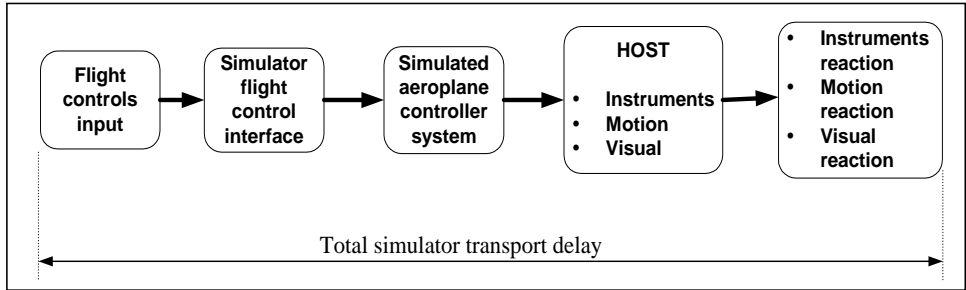 Flight
controls
input
Simulator
flight
control
interface
Simulated
aeroplane
controller
system
HOST
• Instruments
• Motion
• Visual
• Instruments
reaction
• Motion
reaction
• Visual
reaction
Total simulator transport delay